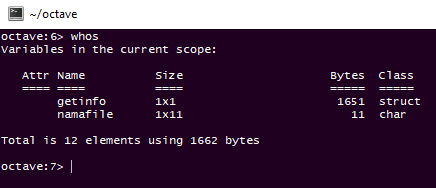 ~/octave
octave:6> whos
Variables in the current scope:
Attr Name Size Bytes Class
==== ==== ==== ===== =====
getinfo 1x1 1651 struct
namafile 1x11 11 char
Total is 12 elements using 1662 bytes
octave:7>